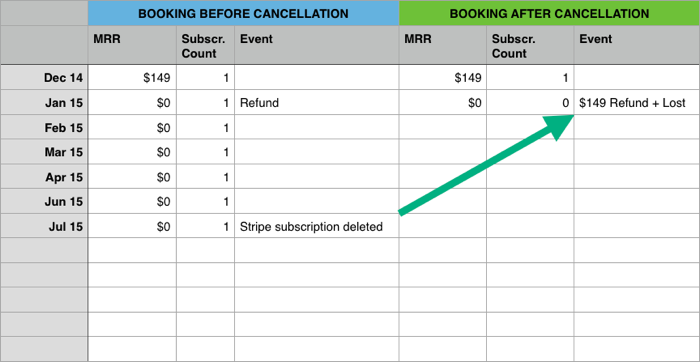 BOOKING BEFORE CANCELLATION BOOKING AFTER CANCELLATION
MRR Subscr. Count Event MRR Subscr. Count Event
Dec 14 $149 1 $149 1
Jan 15 $0 1 Refund $0 0 $149 Refund + Lost
Feb 15 $0 1
Mar 15 $0 1
Apr 15 $0 1
Jun 15 $0 1
Jul 15 $0 1 Stripe subscription deleted